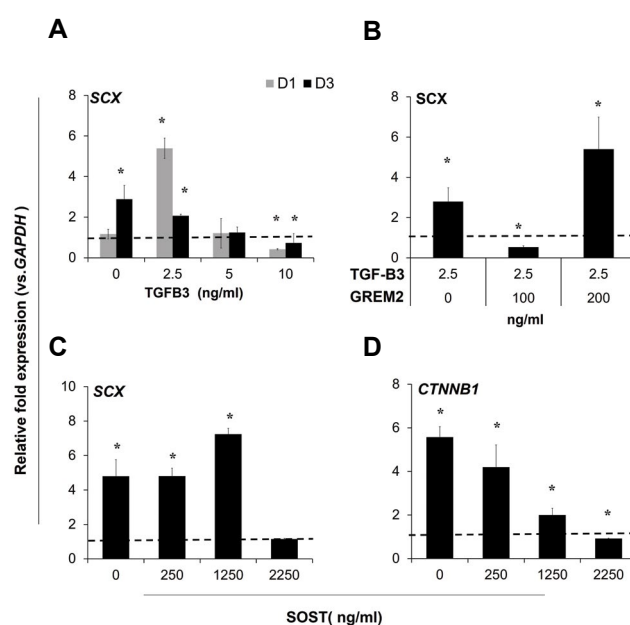 A
B
Relative fold expression (vs.GAPDH )
SCX
D1 D3
8
6
4
2
0
*
*
*
* *
0 2.5 5 10
TGFB3 (ng/ml)
SCX
8
6
4
2
0
*
*
*
TGF-B3 2.5 2.5 2.5
GREM2 0 100 200
ng/ml
C
D
SCX
10
8
6
4
2
0
*
*
*
0 250 1250 2250
CTNNB1
8
6
4
2
0
*
*
*
*
0 250 1250 2250
SOST( ng/ml)